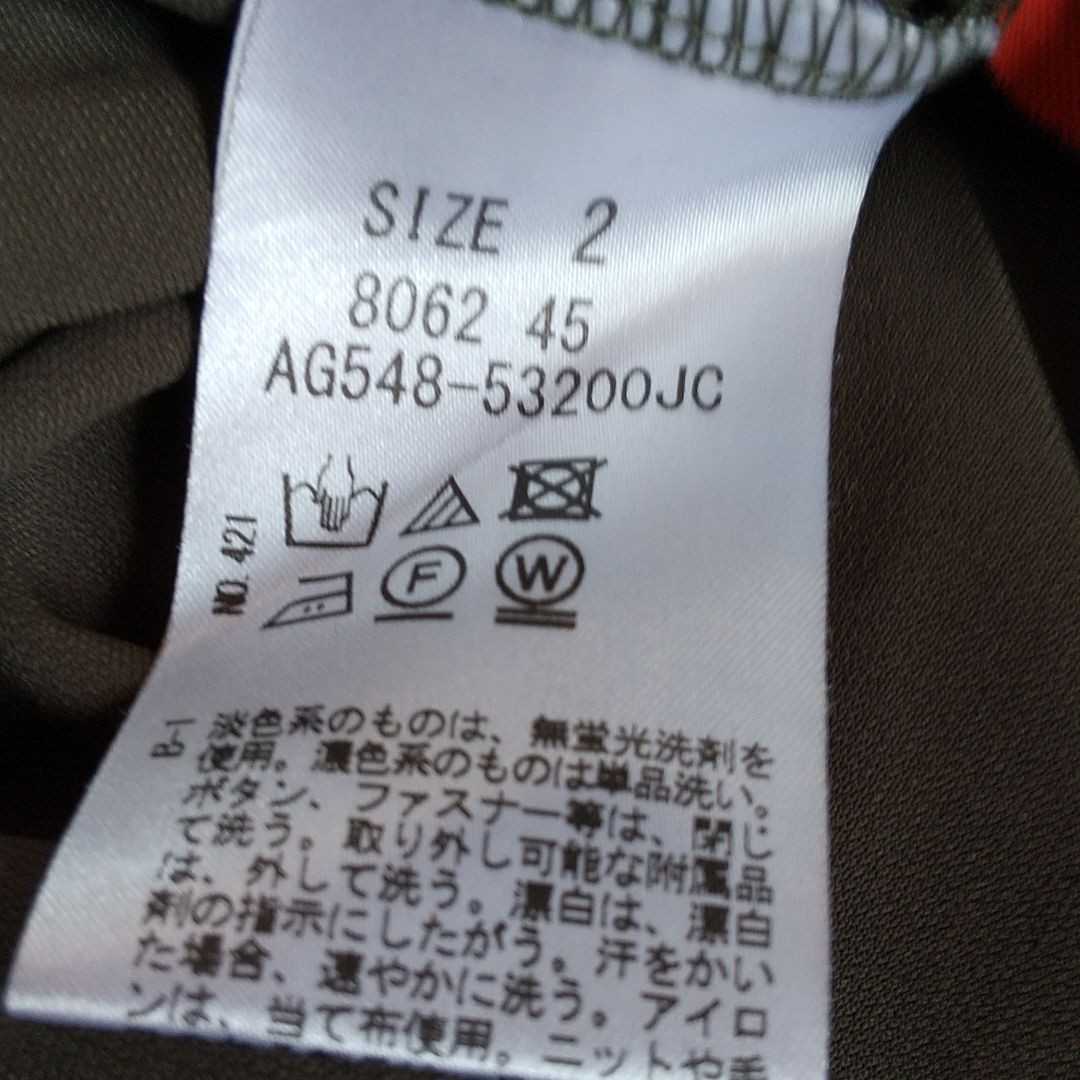 SIZE 2
8062 45
AG548-53200JC
NO. 421
F
W
B-1
淡色系のものは、無蛍光洗剤を
使用。濃色系のものは単品洗い。
ボタン、ファスナー等は、閉じ
て洗う。取り外し可能な附属品
は、外して洗う。漂白は、漂白
剤の指示にしたがう。汗をかい
た場合、速やかに洗う。アイロ
ンは、当て布使用。ニットや毛